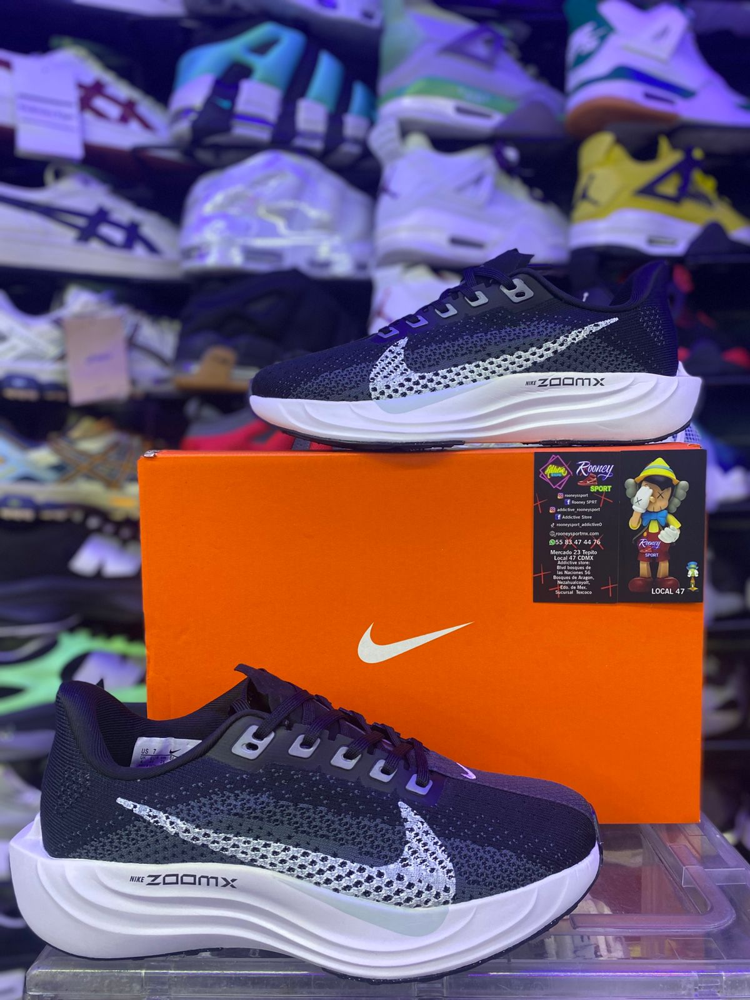 NIKE ZOOMX
Addictive
STORE
Rooney
SPORT
rooneyssport
Rooney SPRT
addictive_rooneysport
Addictive Store
rooneysport_addictive0
rooneysportmx.com
55 83 47 44 76
Mercado 23 Tepito
Local 47 CDMX
Addictive store:
Blvd bosques de
las Naciones 56
Bosques de Aragon,
Nezahualcoyolt,
Edo. de Mex.
Sucursal Texcoco
Rooney
SPORT
LOCAL 47
US 7
NIKE ZOOMX